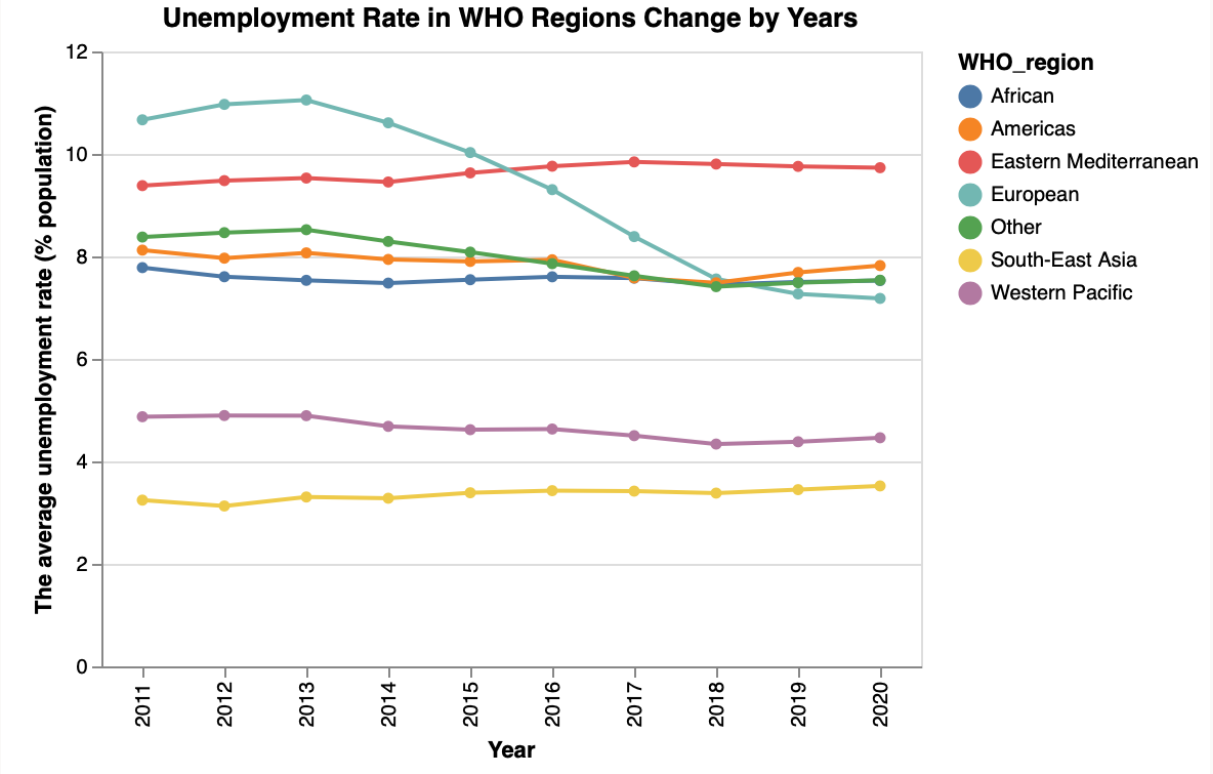 Unemployment Rate in WHO Regions Change by Years
The average unemployment rate (% population)
12
10
8
6
4
2
0
2011
2012
2013
2014
2015
2016
2017
2018
2019
2020
Year
WHO_region
African
Americas
Eastern Mediterranean
European
Other
South-East Asia
Western Pacific